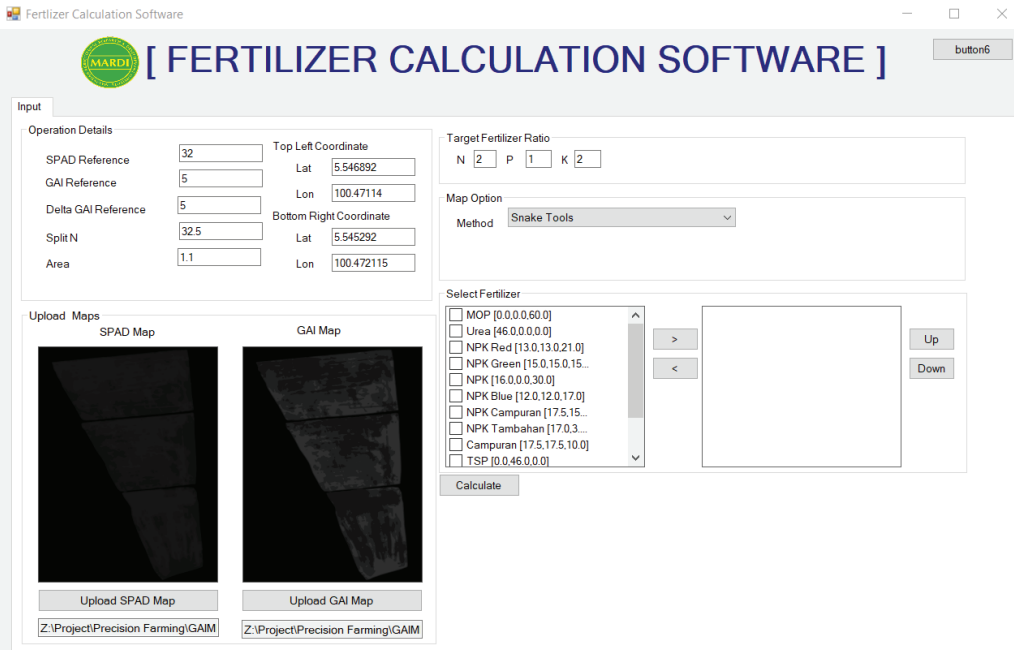 Fertlizer Calculation Software
MARDI
[ FERTILIZER CALCULATION SOFTWARE ]
button6
Input
Operation Details
SPAD Reference
32
GAI Reference
5
Delta GAI Reference
5
Split N
32.5
Area
1.1
Top Left Coordinate
Lat
5.546892
Lon
100.47114
Bottom Right Coordinate
Lat
5.545292
Lon
100.472115
Target Fertilizer Ratio
N 2 P 1 K 2
Map Option
Method
Snake Tools
Select Fertilizer
MOP [0.0,0.0,60.0]
Urea [46.0,0.0,0.0]
NPK Red [13.0,13.0,21.0]
NPK Green [15.0,15.0,15...
NPK [16.0,0.0,30.0]
NPK Blue [12.0,12.0,17.0]
NPK Campuran [17.5,15...
NPK Tambahan [17.0,3....
Campuran [17.5,17.5,10.0]
TSP [0.0,46.0,0.0]
>
<
Up
Down
Calculate
Upload Maps
SPAD Map
GAI Map
Upload SPAD Map
Upload GAI Map
Z:\Project\Precision Farming\GAIM
Z:\Project\Precision Farming\GAIM